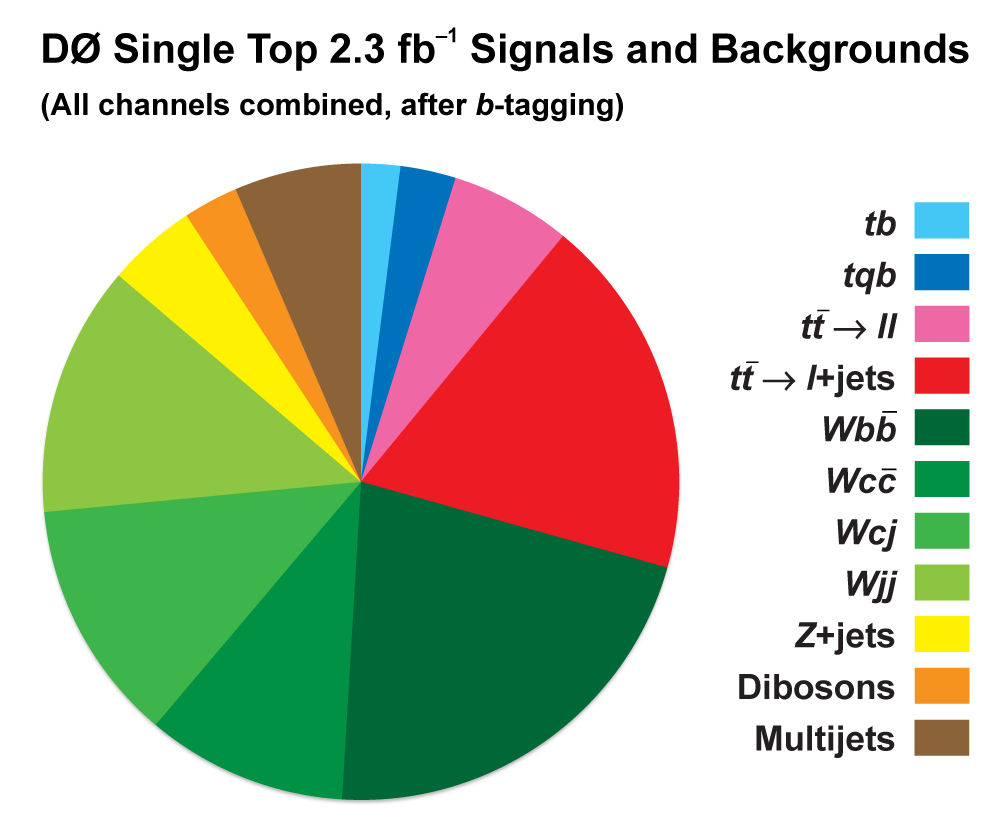 DØ Single Top 2.3 fb⁻¹ Signals and Backgrounds
(All channels combined, after b-tagging)
tb
tqb
tt̄ → ll
tt̄ → l+jets
Wbb̄
Wcc̄
Wcj
Wjj
Z+jets
Dibosons
Multijets